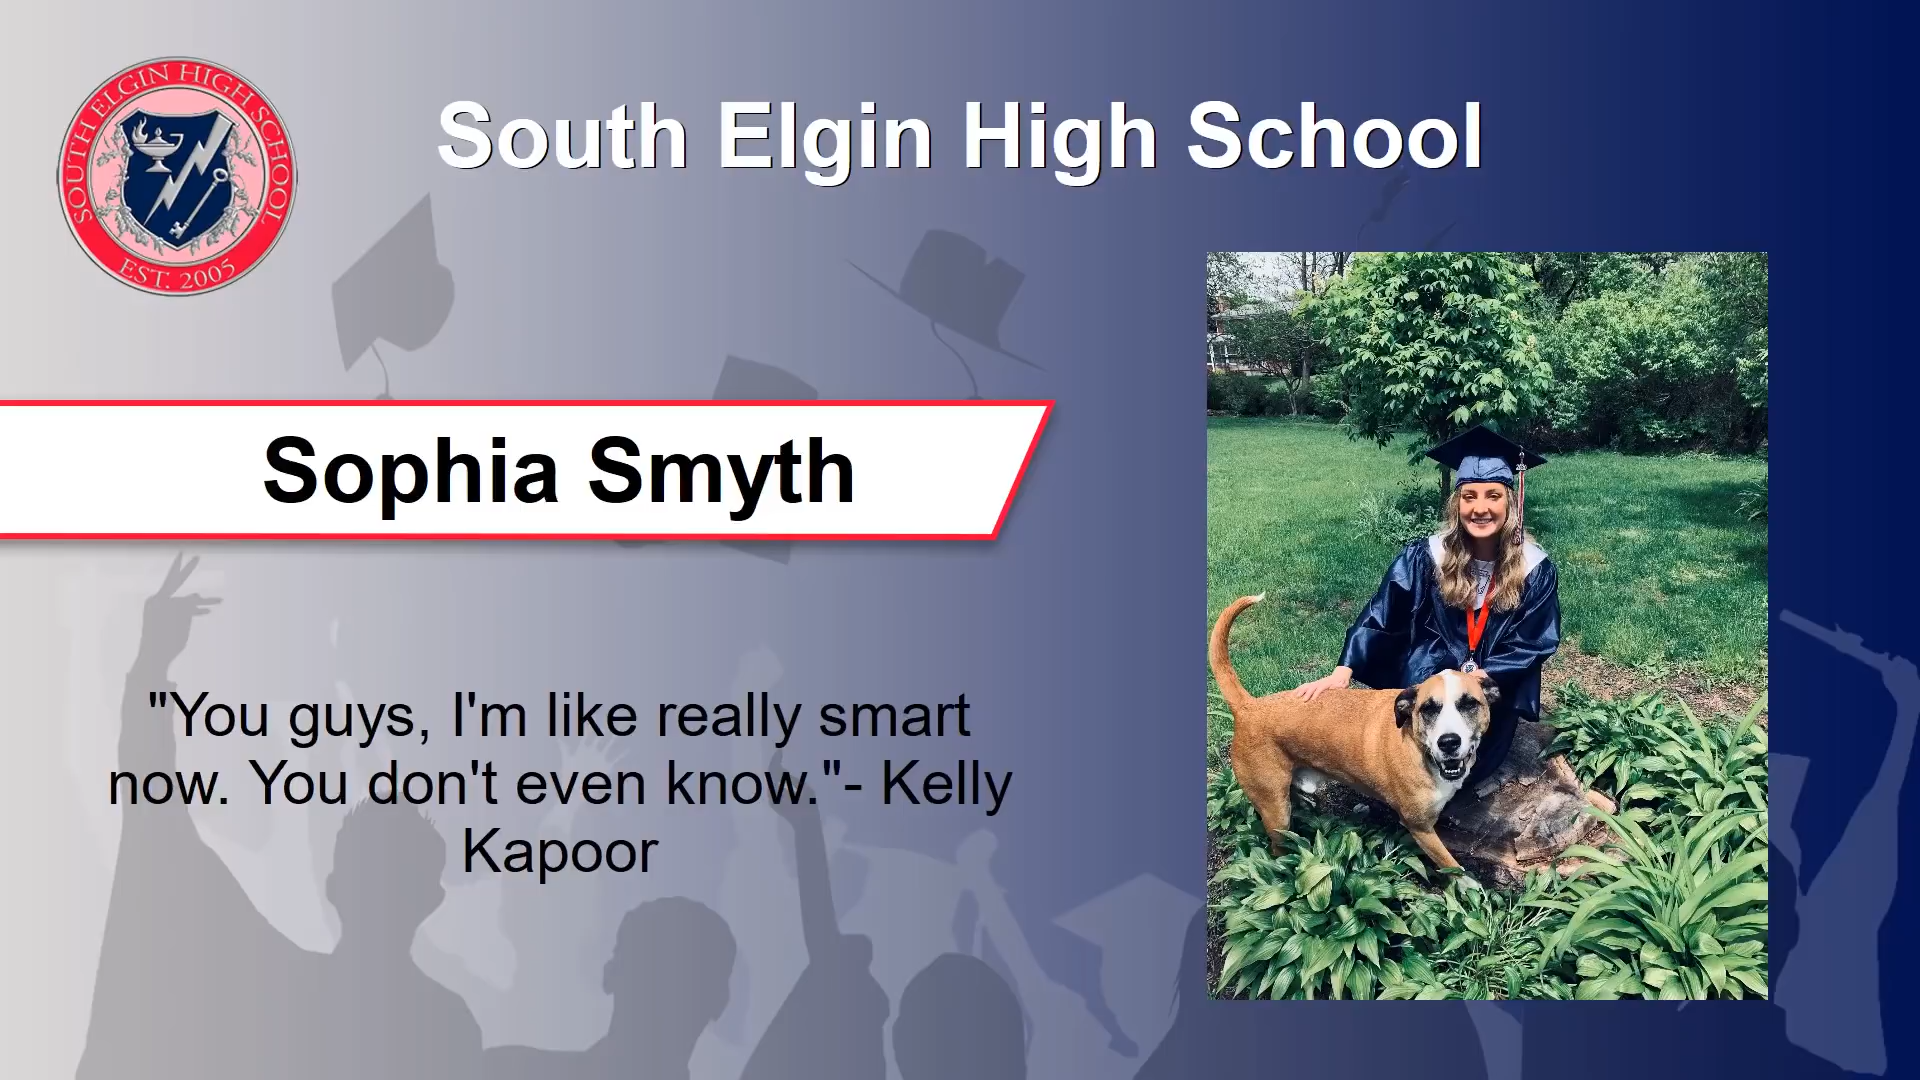 SOUTH ELGIN HIGH SCHOOL
EST. 2005
South Elgin High School
Sophia Smyth
"You guys, I'm like really smart
now. You don't even know."- Kelly
Kapoor